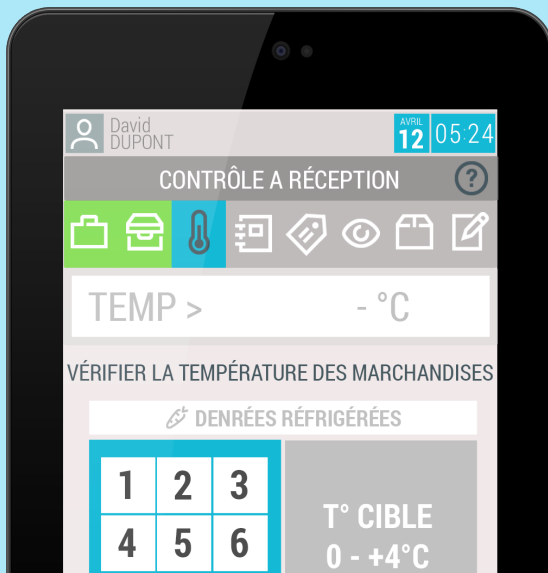 David
DUPONT
AVRIL
12
05:24
CONTRÔLE A RÉCEPTION
?
TEMP > - °C
VÉRIFIER LA TEMPÉRATURE DES MARCHANDISES
DENRÉES RÉFRIGÉRÉES
1 2 3
4 5 6
T° CIBLE
0 - +4°C